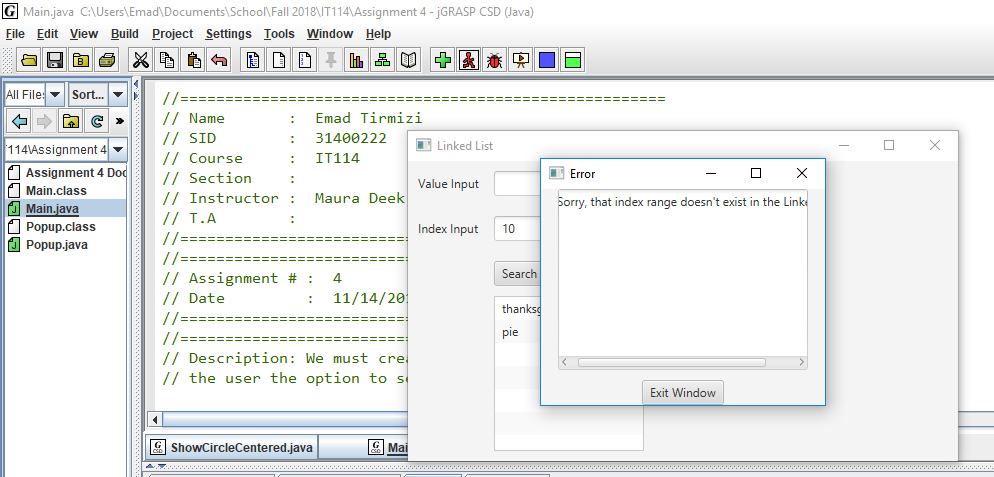 Main.java C:\Users\Emad\Documents\School\Fall 2018\IT114\Assignment 4 - jGRASP CSD (Java)
File Edit View Build Project Settings Tools Window Help
All File: Sort...
'114\Assignment 4
Assignment 4 Doc
Main.class
Main.java
Popup.class
Popup.java
//======================================================
// Name : Emad Tirmizi
// SID : 31400222
// Course : IT114
// Section :
// Instructor : Maura Deek
// T.A :
//============================
//============================
// Assignment # : 4
// Date : 11/14/201
//============================
//============================
// Description: We must crea
// the user the option to se
Linked List
Value Input
Index Input 10
Search
thanksg
pie
Error
Sorry, that index range doesn't exist in the Linke
Exit Window
ShowCircleCentered.java Mai